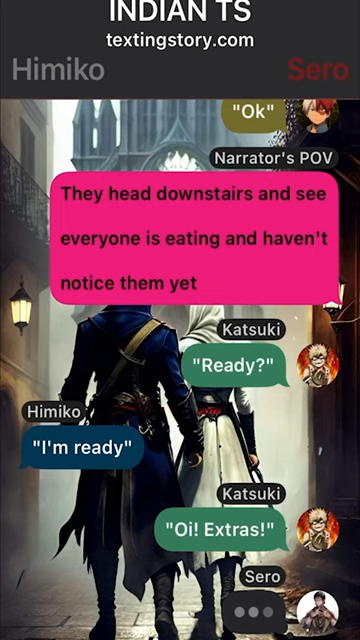 INDIAN TS
textingstory.com
Himiko
Sero
"Ok"
Narrator's POV
They head downstairs and see
everyone is eating and haven't
notice them yet
Katsuki
"Ready?"
Himiko
"I'm ready"
Katsuki
"Oi! Extras!"
Sero